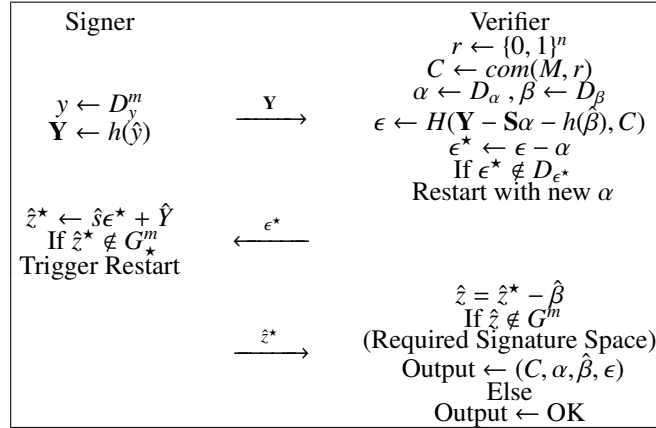 Signer Verifier
r ← {0, 1}ⁿ
C ← com(M, r)
y ← D_y^m
α ← D_α , β ← D_β
Y
Y ← h(ŷ)
ϵ ← H(Y − Sα − h(β̂), C)
ϵ* ← ϵ − α
If ϵ* ∉ D_ϵ*
Restart with new α
ẑ* ← ŝϵ* + Ŷ
ϵ*
If ẑ* ∉ G_*^m
Trigger Restart
ẑ = ẑ* − β̂
If ẑ ∉ G^m
ẑ*
(Required Signature Space)
Output ← (C, α, β̂, ϵ)
Else
Output ← OK